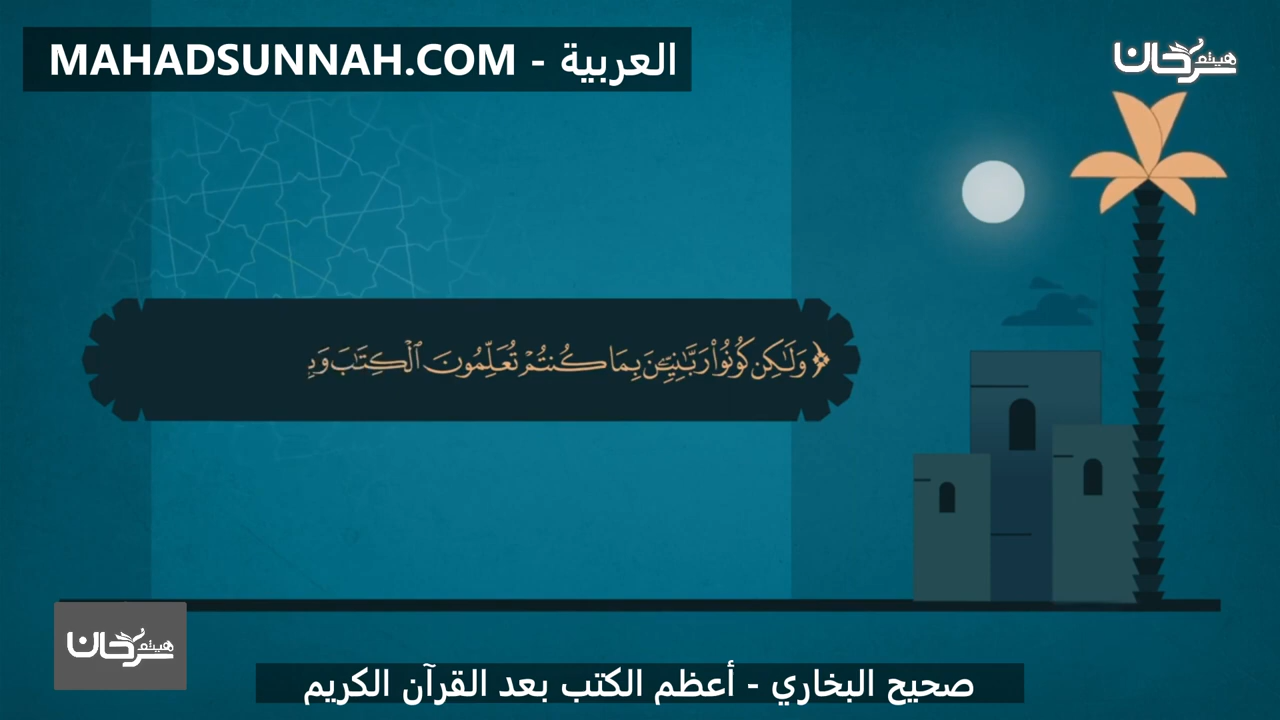 العربية - MAHADSUNNAH.COM
هيثم سرحان
﴿وَلَٰكِن كُونُوا۟ رَبَّـٰنِيِّـۧنَ بِمَا كُنتُمْ تُعَلِّمُونَ ٱلْكِتَـٰبَ وَبِ
هيثم سرحان
صحيح البخاري - أعظم الكتب بعد القرآن الكريم